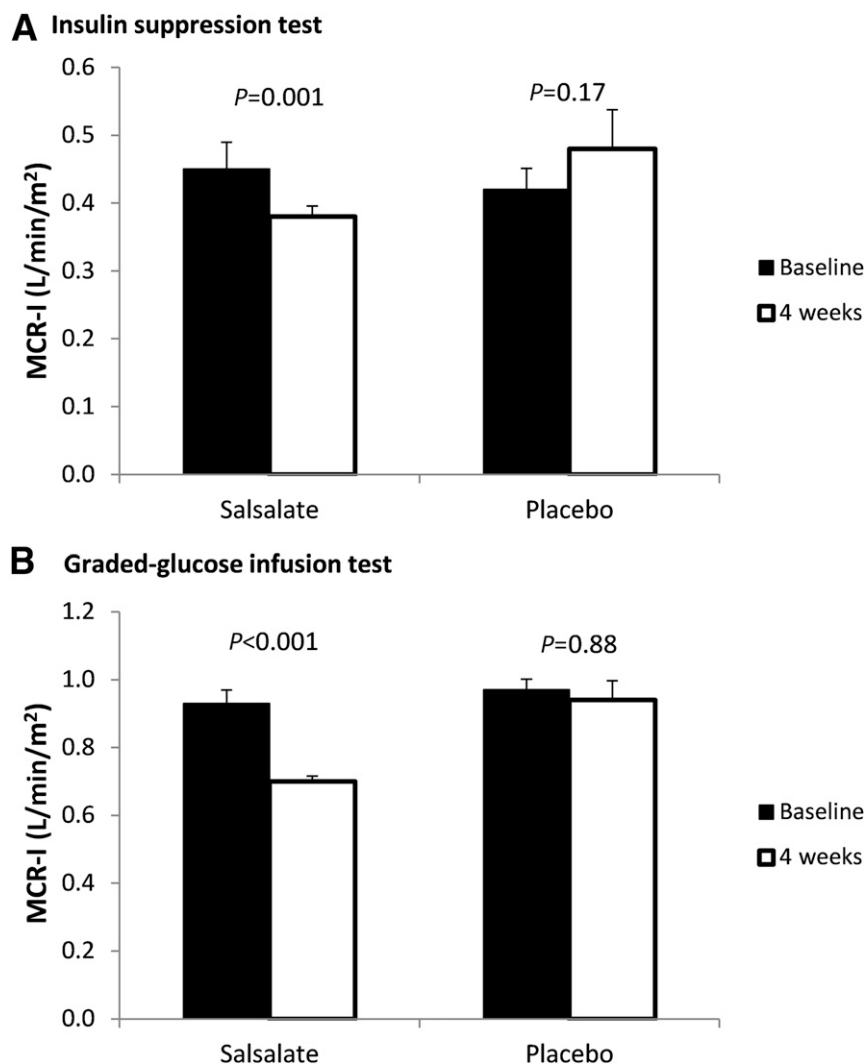 A Insulin suppression test
0.6
0.5
0.4
0.3
0.2
0.1
0.0
MCR-I (L/min/m²)
P=0.001
P=0.17
Baseline
4 weeks
Salsalate
Placebo
B Graded-glucose infusion test
1.2
1.0
0.8
0.6
0.4
0.2
0.0
MCR-I (L/min/m²)
P<0.001
P=0.88
Baseline
4 weeks
Salsalate
Placebo